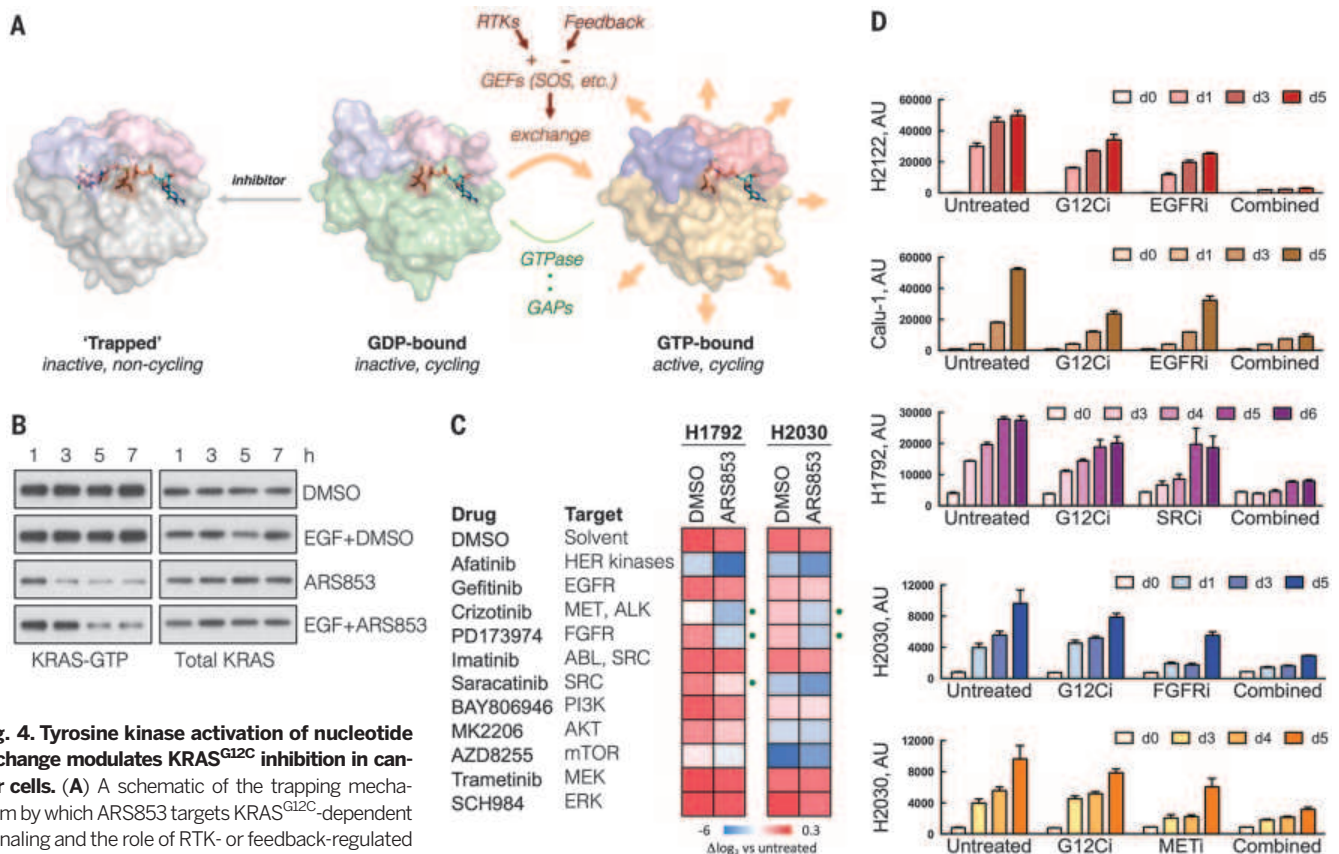 A
RTKs
Feedback
+
-
GEFs (SOS, etc.)
exchange
inhibitor
GTPase
GAPs
'Trapped'
inactive, non-cycling
GDP-bound
inactive, cycling
GTP-bound
active, cycling
B
1 3 5 7 h
1 3 5 7
DMSO
EGF+DMSO
ARS853
EGF+ARS853
KRAS-GTP
Total KRAS
C
H1792 H2030
DMSO ARS853 DMSO ARS853
Drug Target
DMSO Solvent
Afatinib HER kinases
Gefitinib EGFR
Crizotinib MET, ALK
PD173974 FGFR
Imatinib ABL, SRC
Saracatinib SRC
BAY806946 PI3K
MK2206 AKT
AZD8255 mTOR
Trametinib MEK
SCH984 ERK
-6 0.3
Δlog2 vs untreated
g. 4. Tyrosine kinase activation of nucleotide
change modulates KRASG12C inhibition in can-
r cells. (A) A schematic of the trapping mecha-
m by which ARS853 targets KRASG12C-dependent
naling and the role of RTK- or feedback-regulated
D
d0 d1 d3 d5
H2122, AU
60000
40000
20000
0
Untreated G12Ci EGFRi Combined
d0 d1 d3 d5
Calu-1, AU
60000
40000
20000
0
Untreated G12Ci EGFRi Combined
d0 d3 d4 d5 d6
H1792, AU
30000
20000
10000
0
Untreated G12Ci SRCi Combined
d0 d1 d3 d5
H2030, AU
12000
8000
4000
0
Untreated G12Ci FGFRi Combined
d0 d3 d4 d5
H2030, AU
12000
8000
4000
0
Untreated G12Ci METi Combined